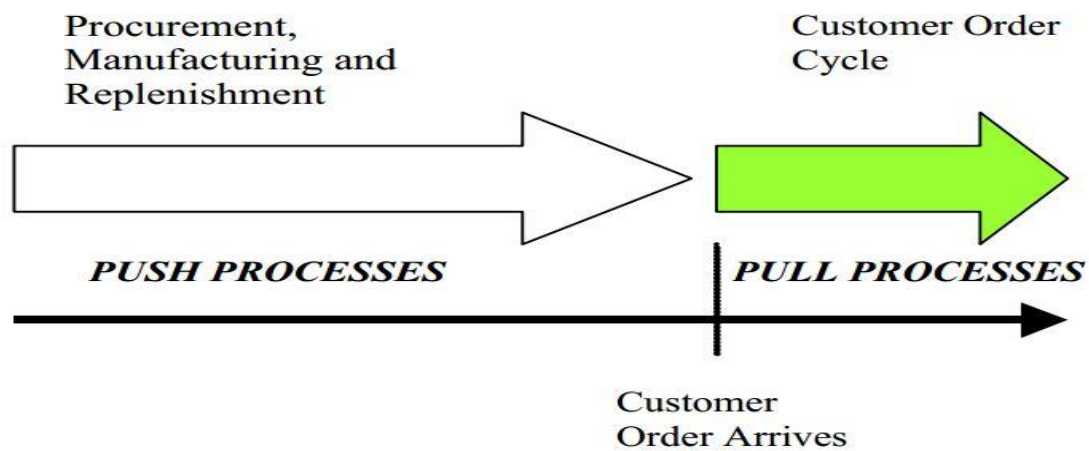 Procurement,
Manufacturing and
Replenishment
Customer Order
Cycle
PUSH PROCESSES
PULL PROCESSES
Customer
Order Arrives